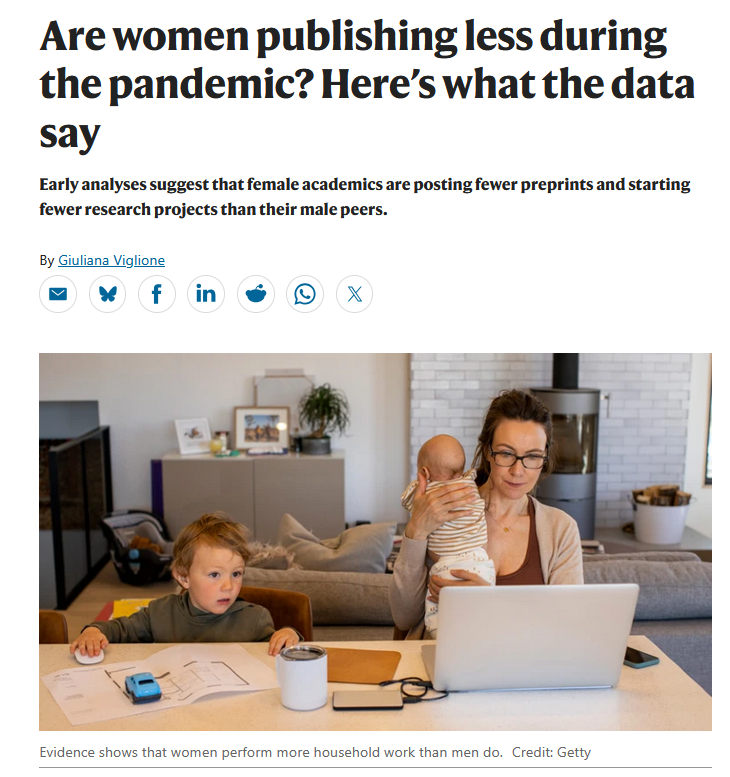 Are women publishing less during
the pandemic? Here’s what the data
say
Early analyses suggest that female academics are posting fewer preprints and starting
fewer research projects than their male peers.
By Giuliana Viglione
Evidence shows that women perform more household work than men do. Credit: Getty